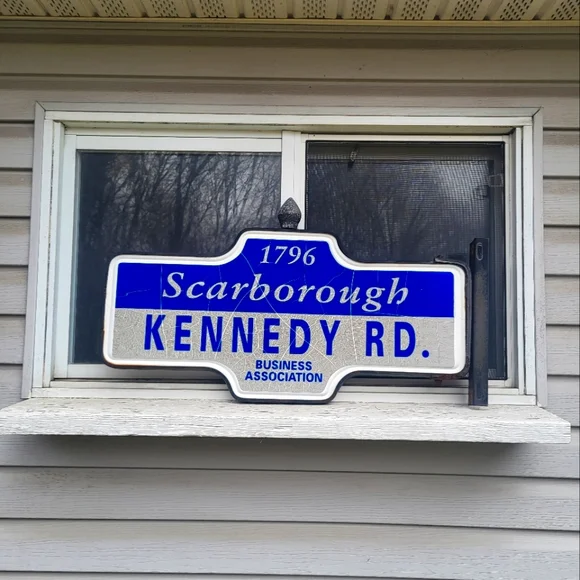 1796
Scarborough
KENNEDY RD.
BUSINESS
ASSOCIATION